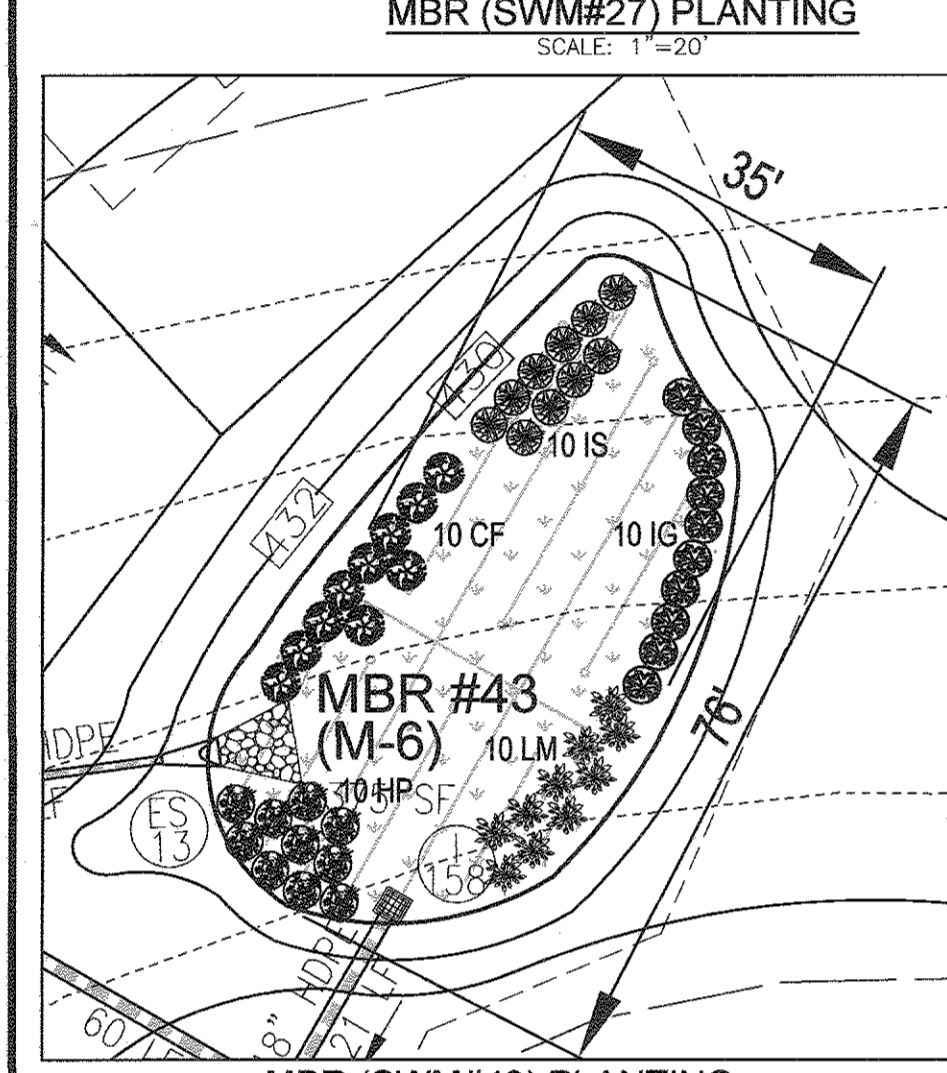 MBR (SWM#27) PLANTING
SCALE: 1"=20'
35'
430
10 IS
432
10 CF
10 IG
MBR #43
(M-6)
76'
10 LM
10 HP
SF
HDPE
ES
13
I
158
18" HDPE
21 LF
60